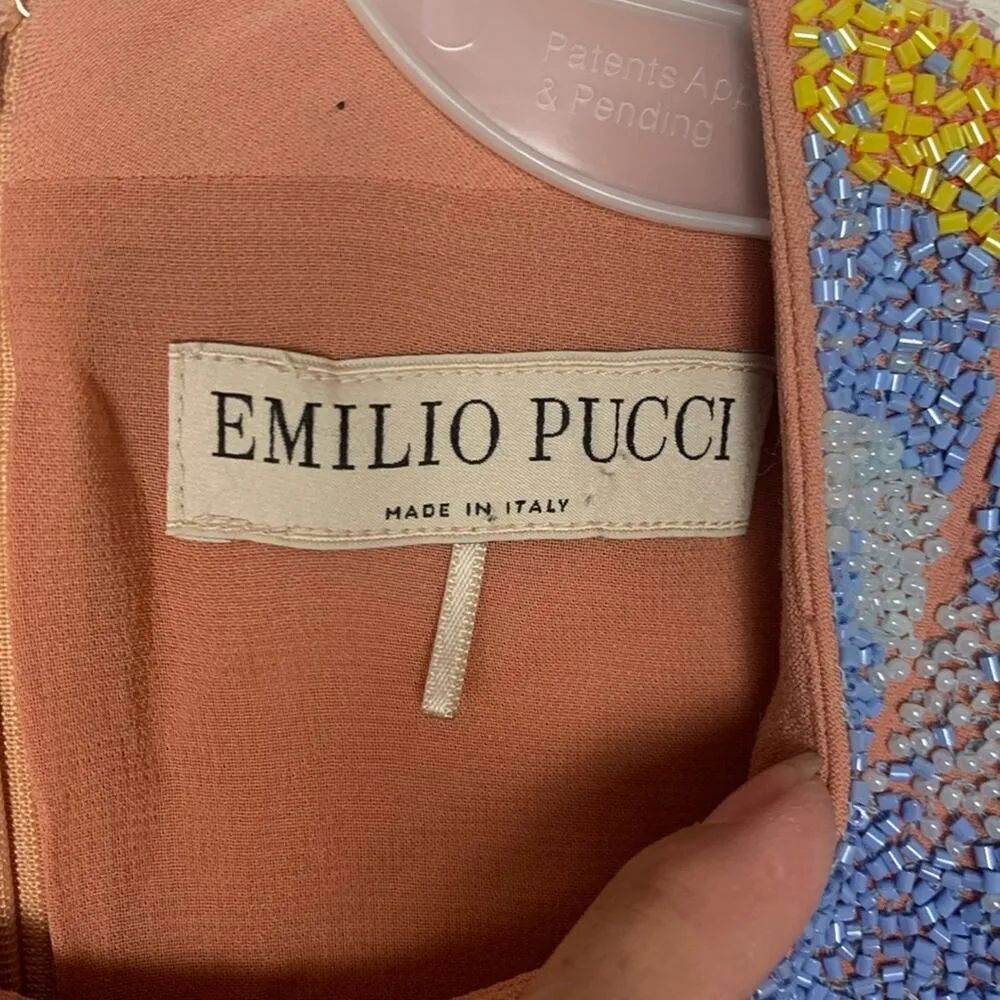 Patents App
& Pending
EMILIO PUCCI
MADE IN ITALY